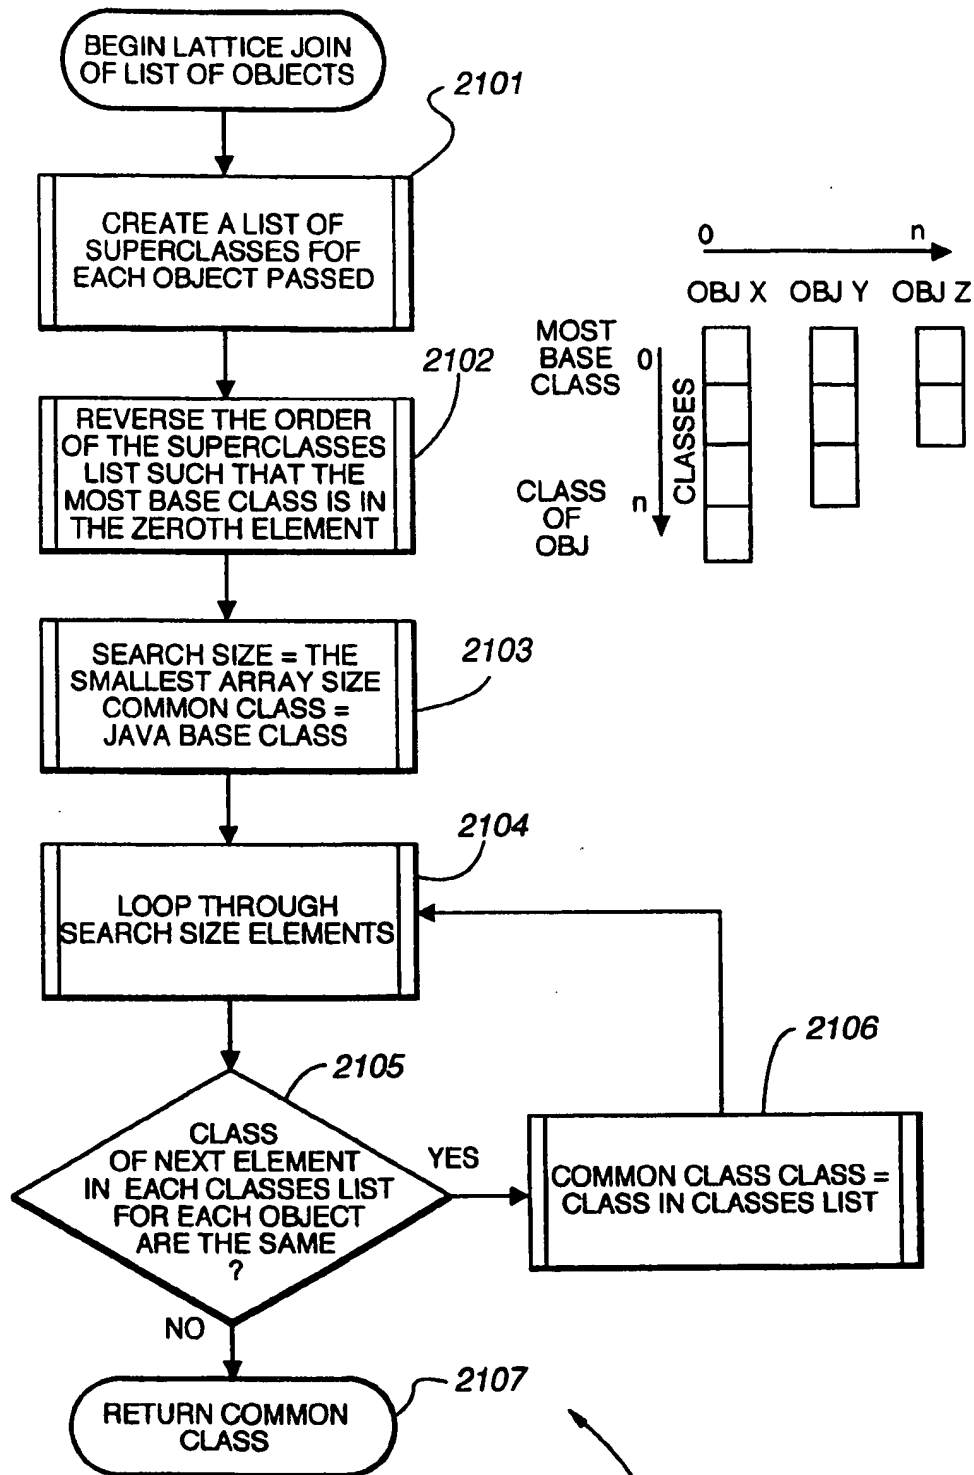 BEGIN LATTICE JOIN
OF LIST OF OBJECTS
2101
CREATE A LIST OF
SUPERCLASSES FOF
EACH OBJECT PASSED
0 n
OBJ X OBJ Y OBJ Z
MOST
BASE
CLASS
0
CLASSES
CLASS
OF
OBJ
n
2102
REVERSE THE ORDER
OF THE SUPERCLASSES
LIST SUCH THAT THE
MOST BASE CLASS IS IN
THE ZEROTH ELEMENT
2103
SEARCH SIZE = THE
SMALLEST ARRAY SIZE
COMMON CLASS =
JAVA BASE CLASS
2104
LOOP THROUGH
SEARCH SIZE ELEMENTS
2105
CLASS
OF NEXT ELEMENT
IN EACH CLASSES LIST
FOR EACH OBJECT
ARE THE SAME
?
YES
2106
COMMON CLASS CLASS =
CLASS IN CLASSES LIST
NO
2107
RETURN COMMON
CLASS